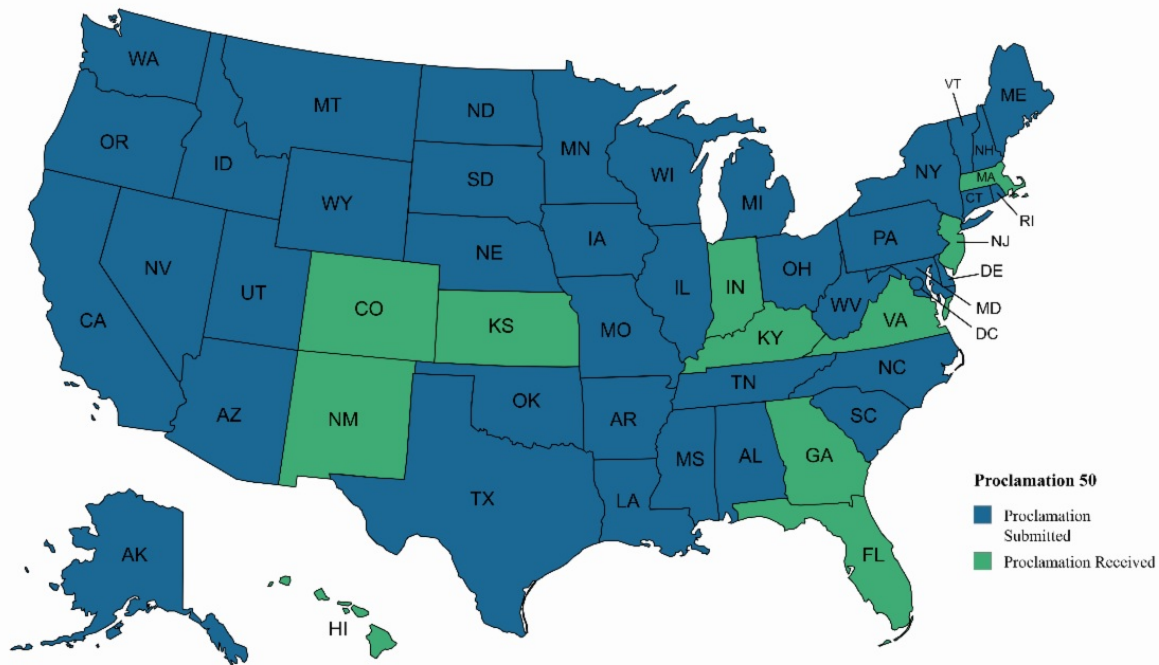 WA
MT
ND
MN
VT
ME
OR
ID
SD
WI
NH
NY
MA
WY
MI
CT
RI
IA
PA
NJ
NE
NV
UT
IL
IN
OH
DE
CA
CO
WV
MD
KS
MO
VA
DC
KY
NC
TN
AZ
NM
OK
AR
SC
MS
AL
GA
TX
LA
FL
AK
HI
Proclamation 50
Proclamation
Submitted
Proclamation Received